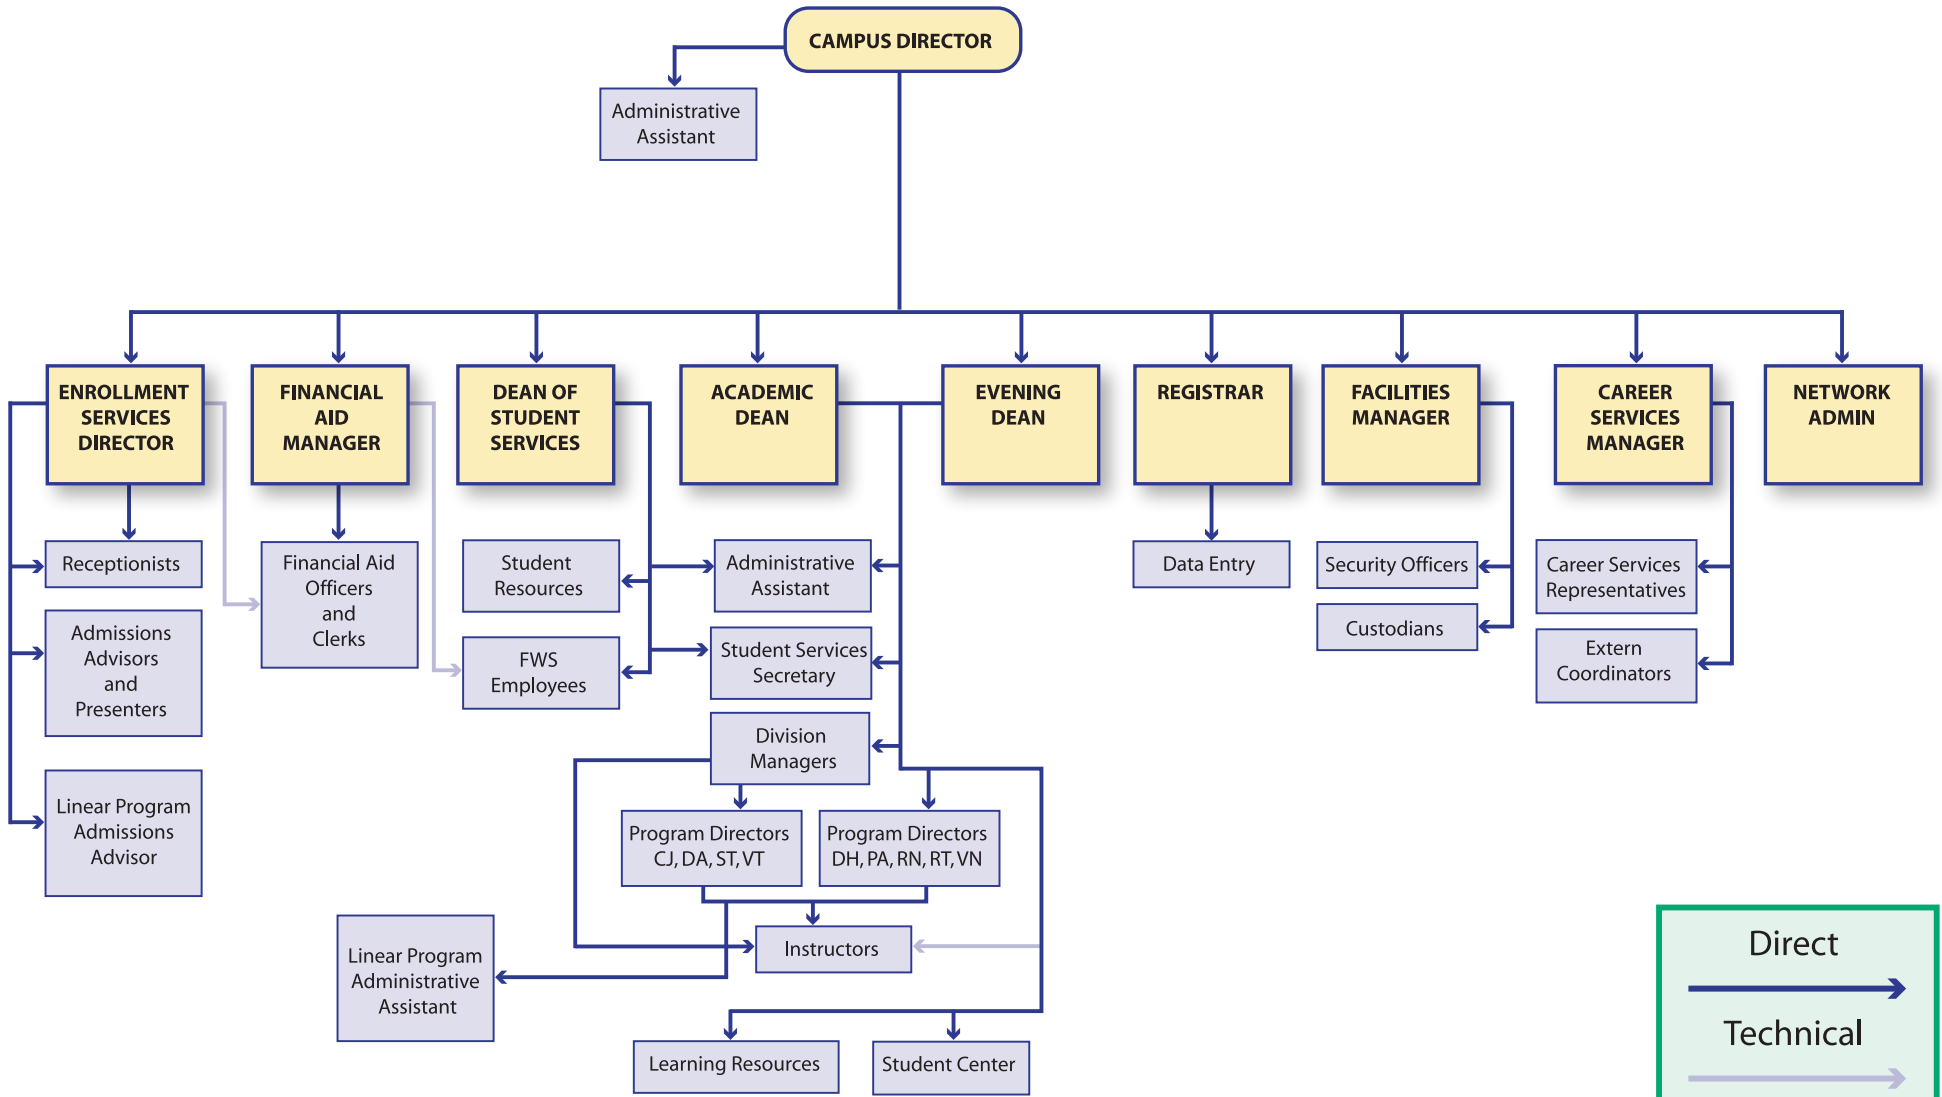 CAMPUS DIRECTOR
Administrative
Assistant
ENROLLMENT
SERVICES
DIRECTOR
FINANCIAL
AID
MANAGER
DEAN OF
STUDENT
SERVICES
ACADEMIC
DEAN
EVENING
DEAN
REGISTRAR
FACILITIES
MANAGER
CAREER
SERVICES
MANAGER
NETWORK
ADMIN
Receptionists
Financial Aid
Officers
and
Clerks
Student
Resources
Administrative
Assistant
Data Entry
Security Officers
Career Services
Representatives
Admissions
Advisors
and
Presenters
FWS
Employees
Student Services
Secretary
Custodians
Extern
Coordinators
Division
Managers
Linear Program
Admissions
Advisor
Program Directors
CJ, DA, ST, VT
Program Directors
DH, PA, RN, RT, VN
Linear Program
Administrative
Assistant
Instructors
Learning Resources
Student Center
Direct
Technical